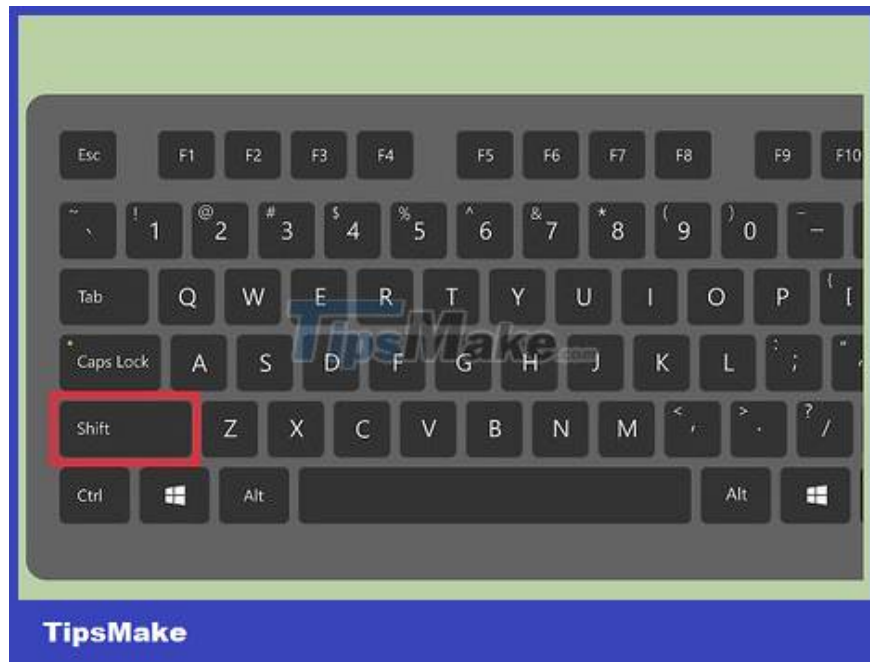 Esc F1 F2 F3 F4 F5 F6 F7 F8 F9 F10
~ ` ! 1 @ 2 # 3 $ 4 % 5 ^ 6 & 7 * 8 ( 9 ) 0 _ –
Tab Q W E R T Y U I O P { [
TipsMake.com
Caps Lock A S D F G H J K L : ; "
Shift Z X C V B N M < , > . ? /
Ctrl Alt Alt
TipsMake